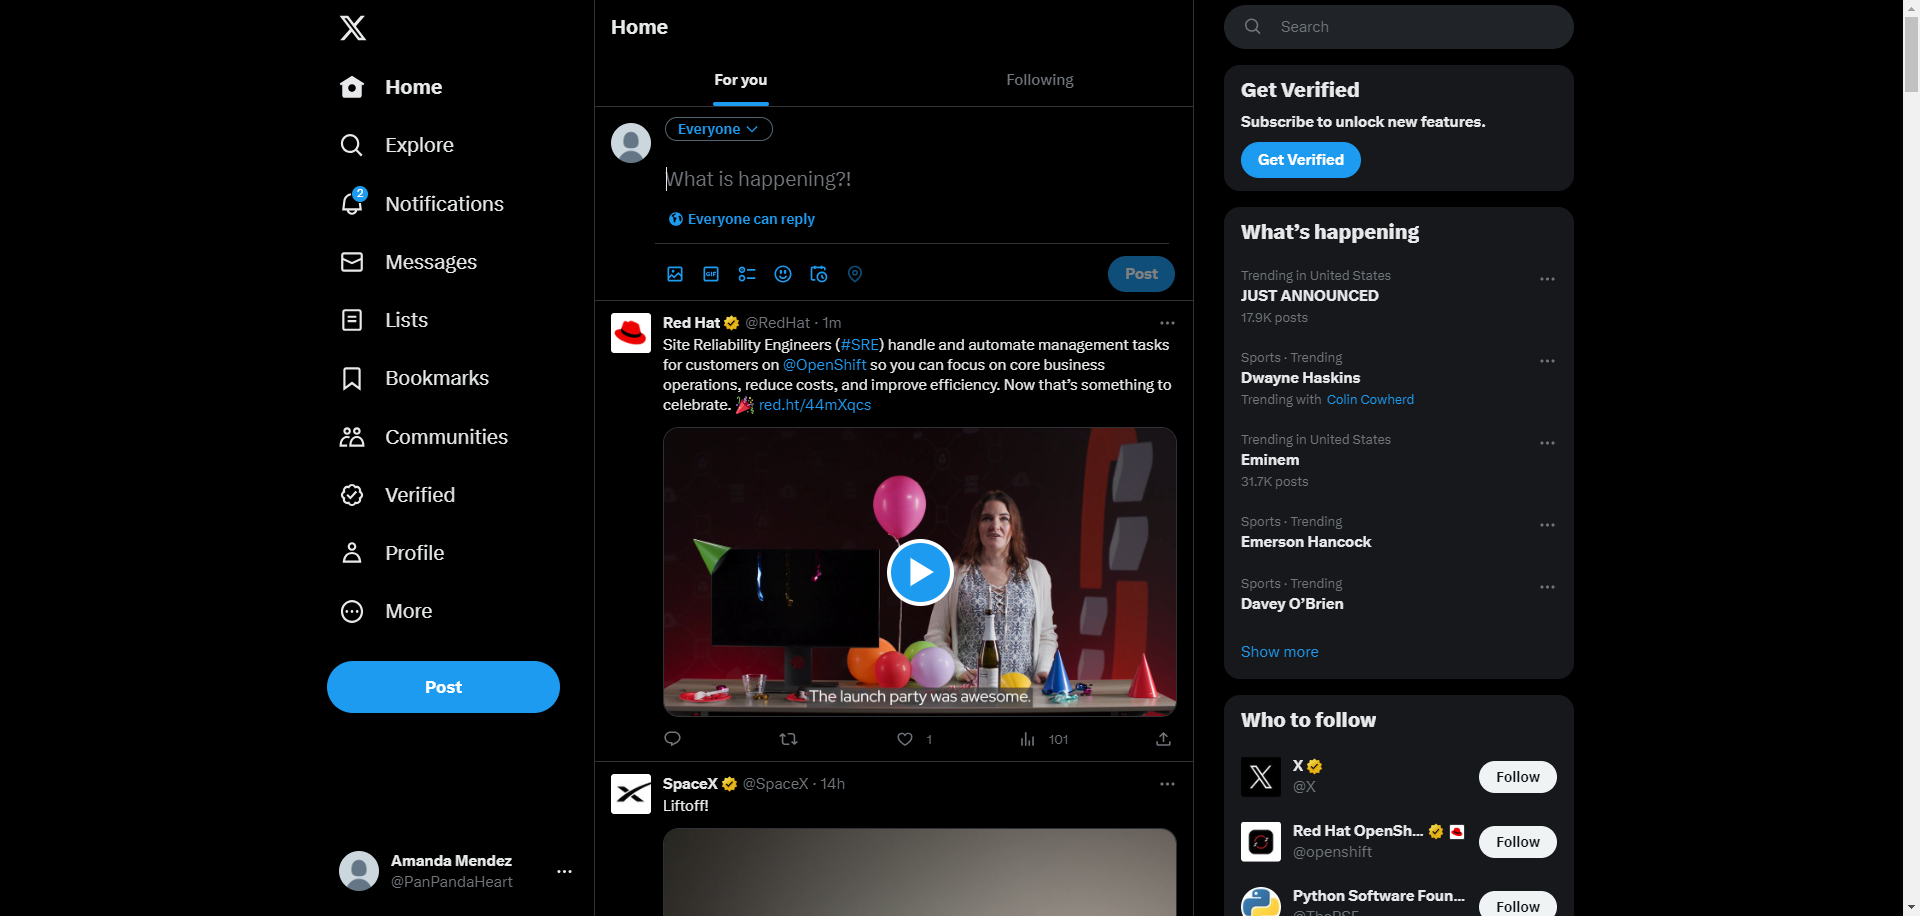 Home
Explore
2
Notifications
Messages
Lists
Bookmarks
Communities
Verified
Profile
More
Post
Amanda Mendez
@PanPandaHeart
Home
For you
Following
Everyone
What is happening?!
Everyone can reply
GIF
Post
Red Hat @RedHat · 1m
Site Reliability Engineers (#SRE) handle and automate management tasks
for customers on @OpenShift so you can focus on core business
operations, reduce costs, and improve efficiency. Now that's something to
celebrate. 🎉 red.ht/44mXqcs
The launch party was awesome.
1
101
SpaceX @SpaceX · 14h
Liftoff!
Search
Get Verified
Subscribe to unlock new features.
Get Verified
What's happening
Trending in United States
JUST ANNOUNCED
17.9K posts
Sports · Trending
Dwayne Haskins
Trending with Colin Cowherd
Trending in United States
Eminem
31.7K posts
Sports · Trending
Emerson Hancock
Sports · Trending
Davey O'Brien
Show more
Who to follow
X
@X
Follow
Red Hat OpenSh...
@openshift
Follow
Python Software Foun...
@ThePSF
Follow